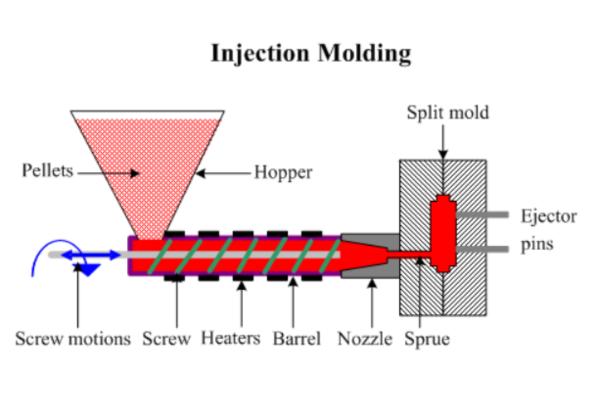 Injection Molding
Split mold
Pellets
Hopper
Ejector
pins
Screw motions
Screw
Heaters
Barrel
Nozzle
Sprue